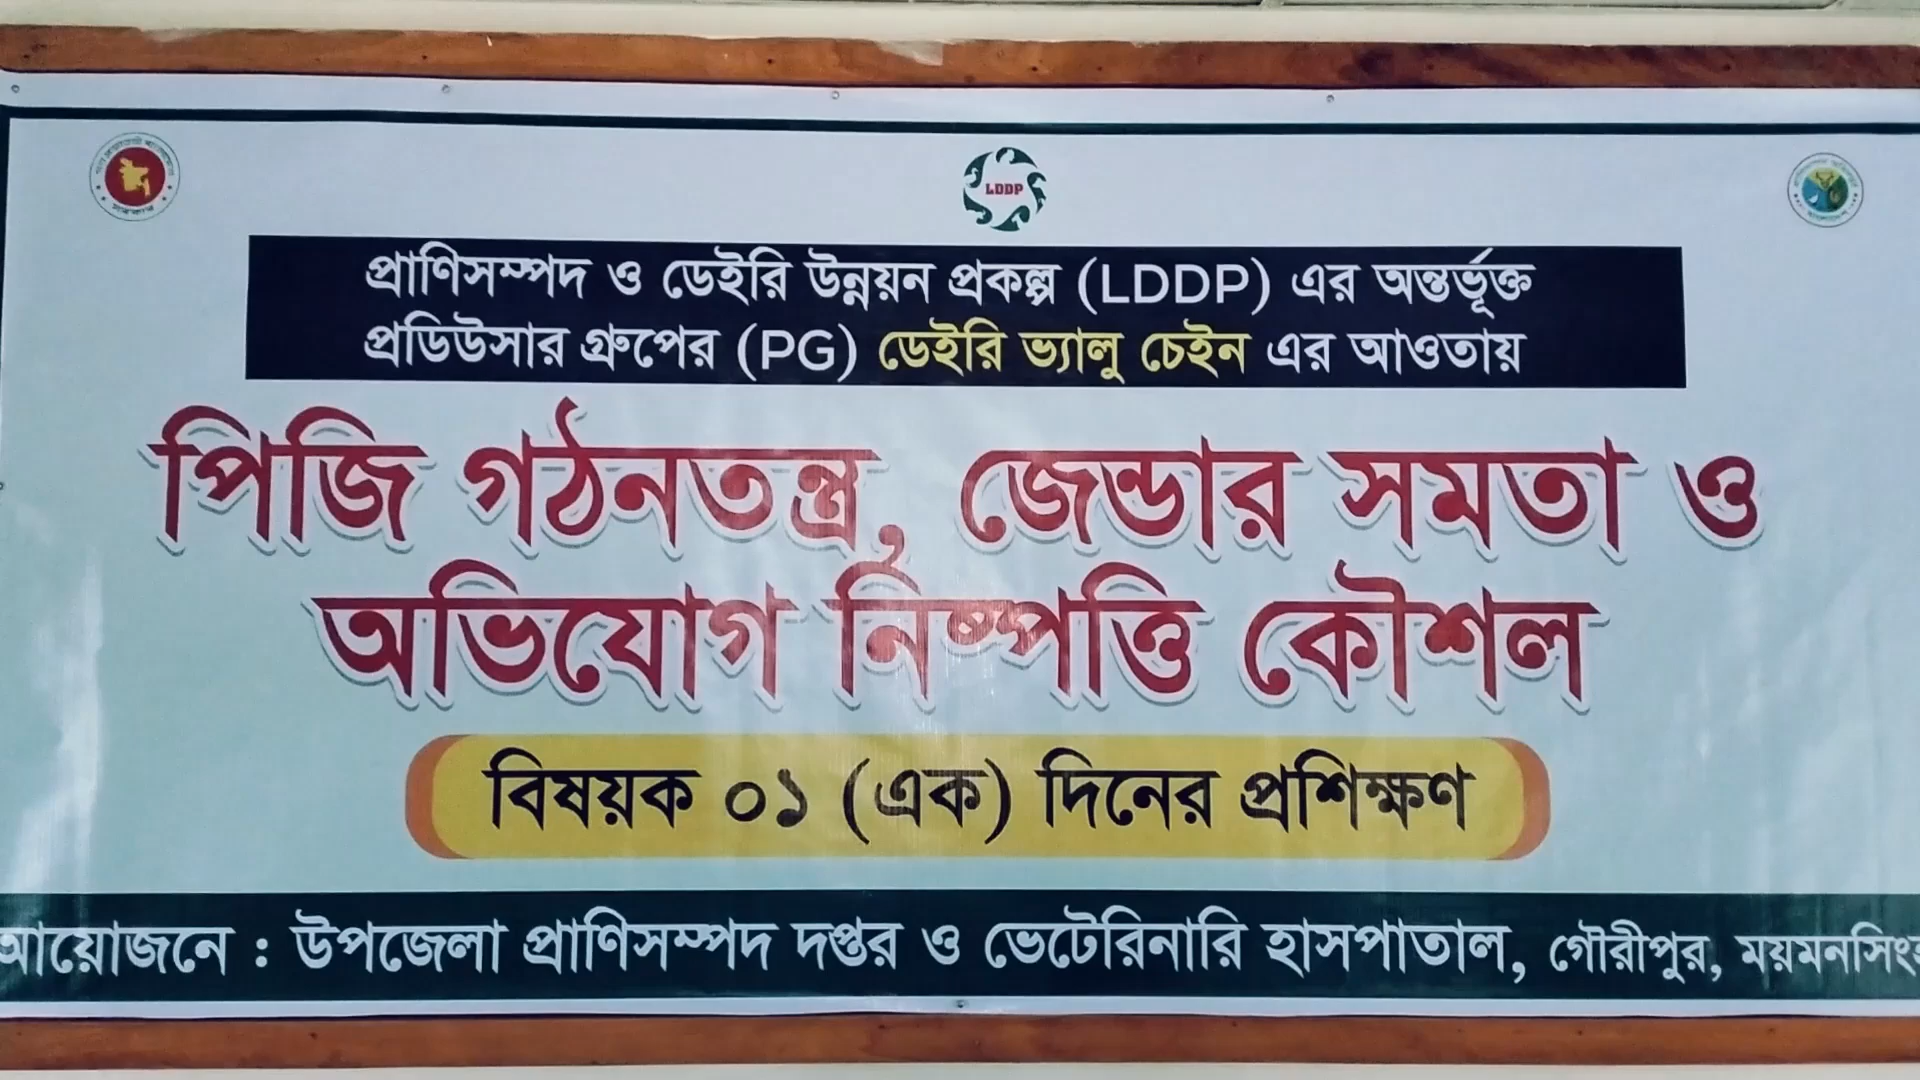 LDDP
প্রাণিসম্পদ ও ডেইরি উন্নয়ন প্রকল্প (LDDP) এর অন্তর্ভূক্ত
প্রডিউসার গ্রুপের (PG) ডেইরি ভ্যালু চেইন এর আওতায়
পিজি গঠনতন্ত্র, জেন্ডার সমতা ও
অভিযোগ নিষ্পত্তি কৌশল
বিষয়ক ০১ (এক) দিনের প্রশিক্ষণ
আয়োজনে : উপজেলা প্রাণিসম্পদ দপ্তর ও ভেটেরিনারি হাসপাতাল, গৌরীপুর, ময়মনসিংহ